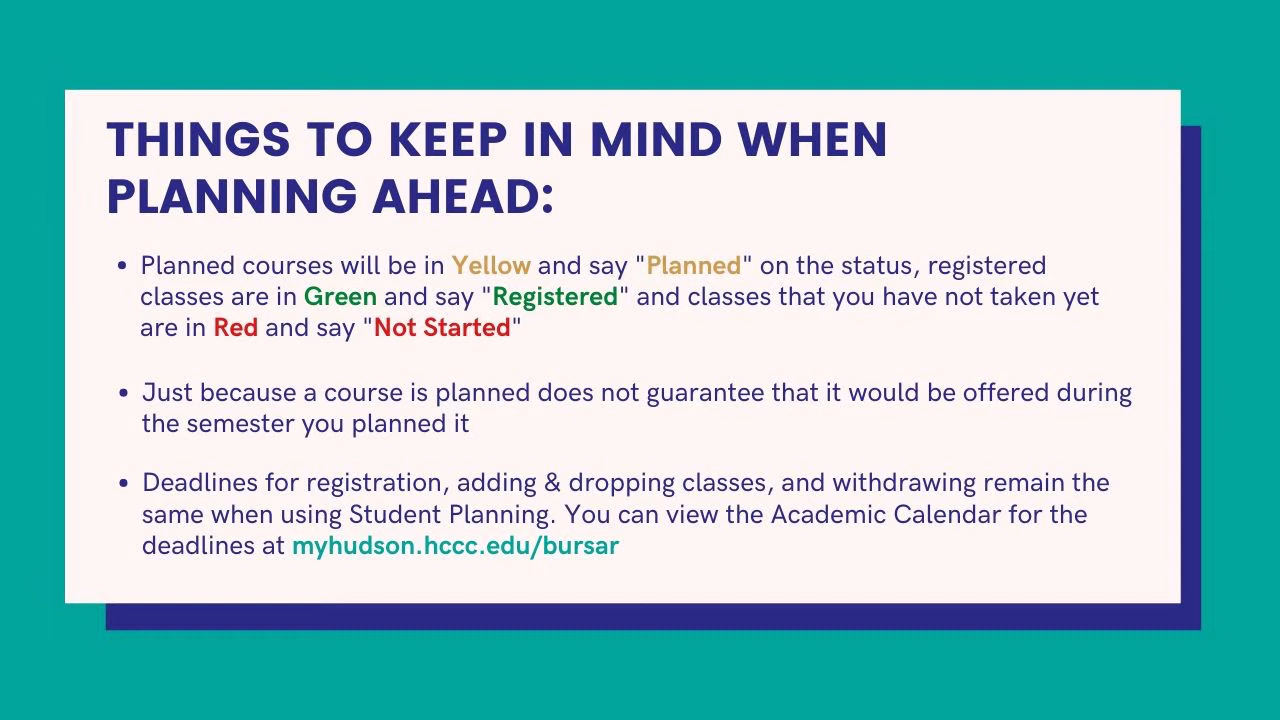 THINGS TO KEEP IN MIND WHEN
PLANNING AHEAD:
• Planned courses will be in Yellow and say "Planned" on the status, registered
classes are in Green and say "Registered" and classes that you have not taken yet
are in Red and say "Not Started"
• Just because a course is planned does not guarantee that it would be offered during
the semester you planned it
• Deadlines for registration, adding & dropping classes, and withdrawing remain the
same when using Student Planning. You can view the Academic Calendar for the
deadlines at myhudson.hccc.edu/bursar